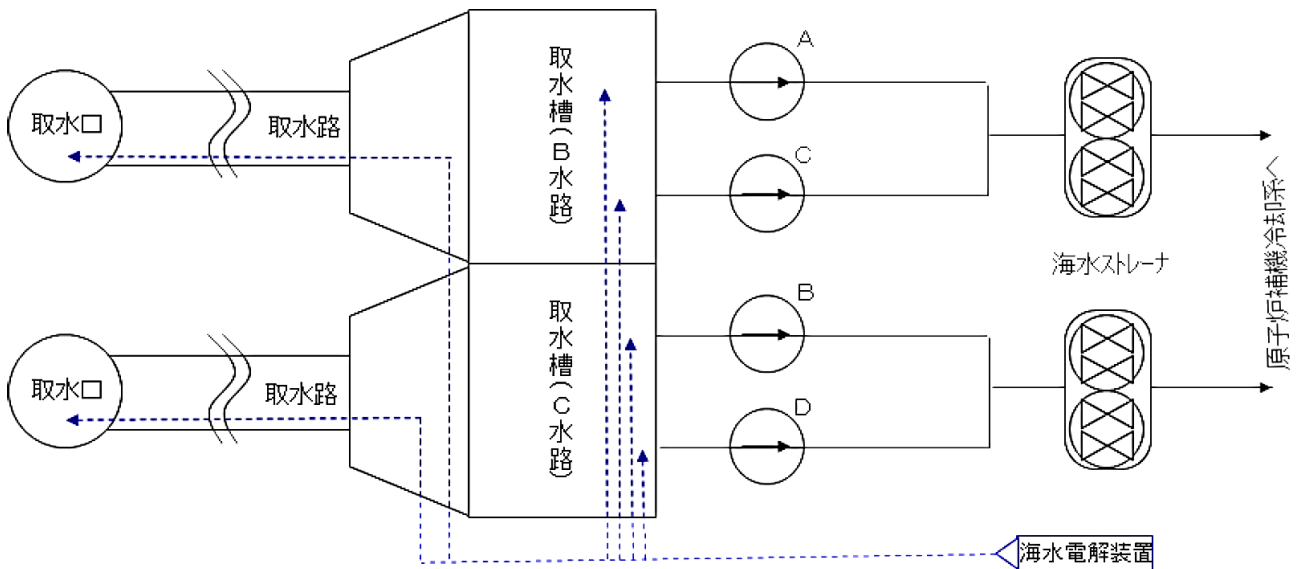 取水口
取水路
取水槽(B水路)
A
C
取水口
取水路
取水槽(C水路)
B
D
海水ストレーナ
原子炉補機冷却系へ
海水電解装置